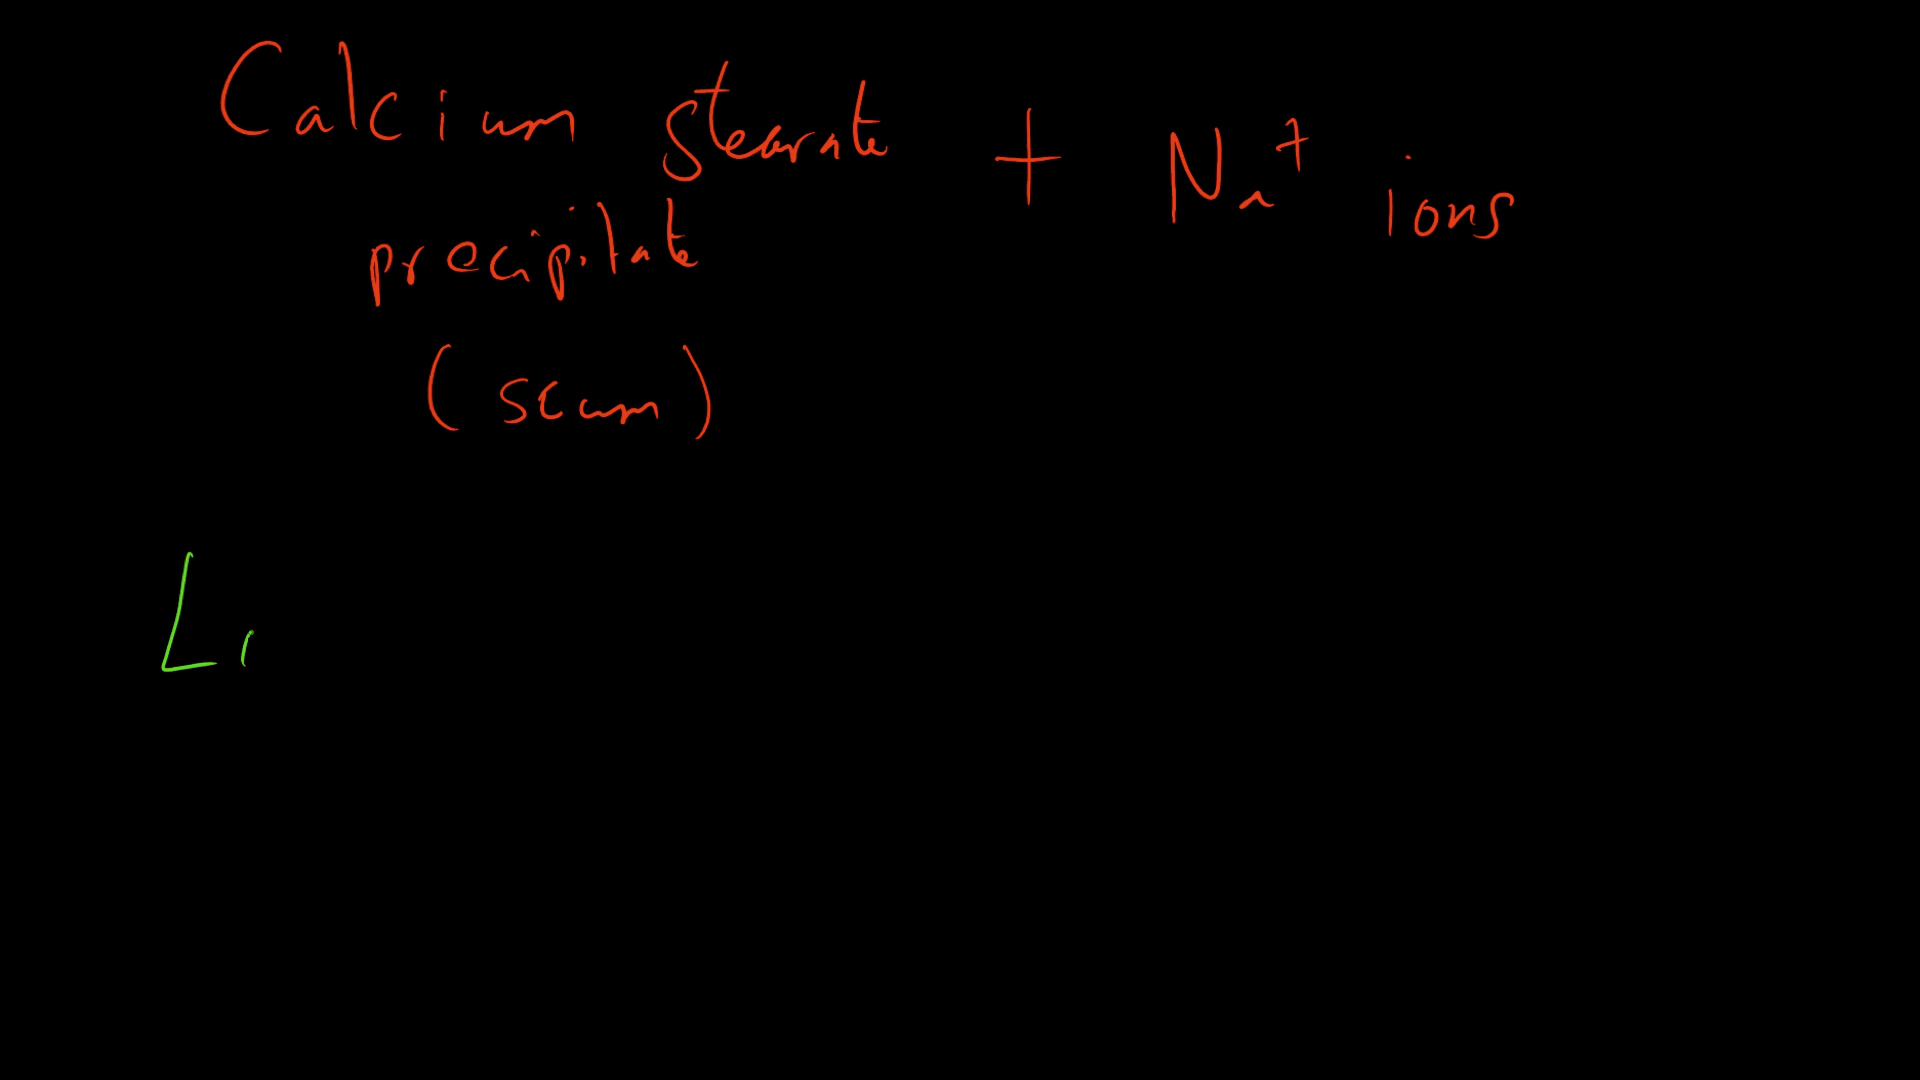 Calcium stearate + Na⁺ ions
precipitate
(scum)
Li